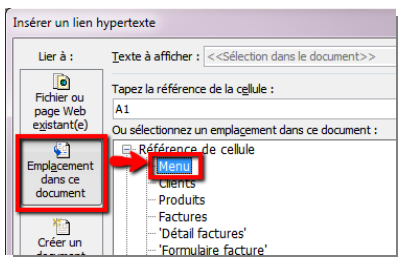 Insérer un lien hypertexte
Lier à :
Texte à afficher : <<Sélection dans le document>>
Fichier ou
page Web
existant(e)
Tapez la référence de la cellule :
A1
Ou sélectionnez un emplacement dans ce document :
Emplacement
dans ce
document
Référence de cellule
Menu
Clients
Produits
Factures
'Détail factures'
'Formulaire facture'
Créer un
document